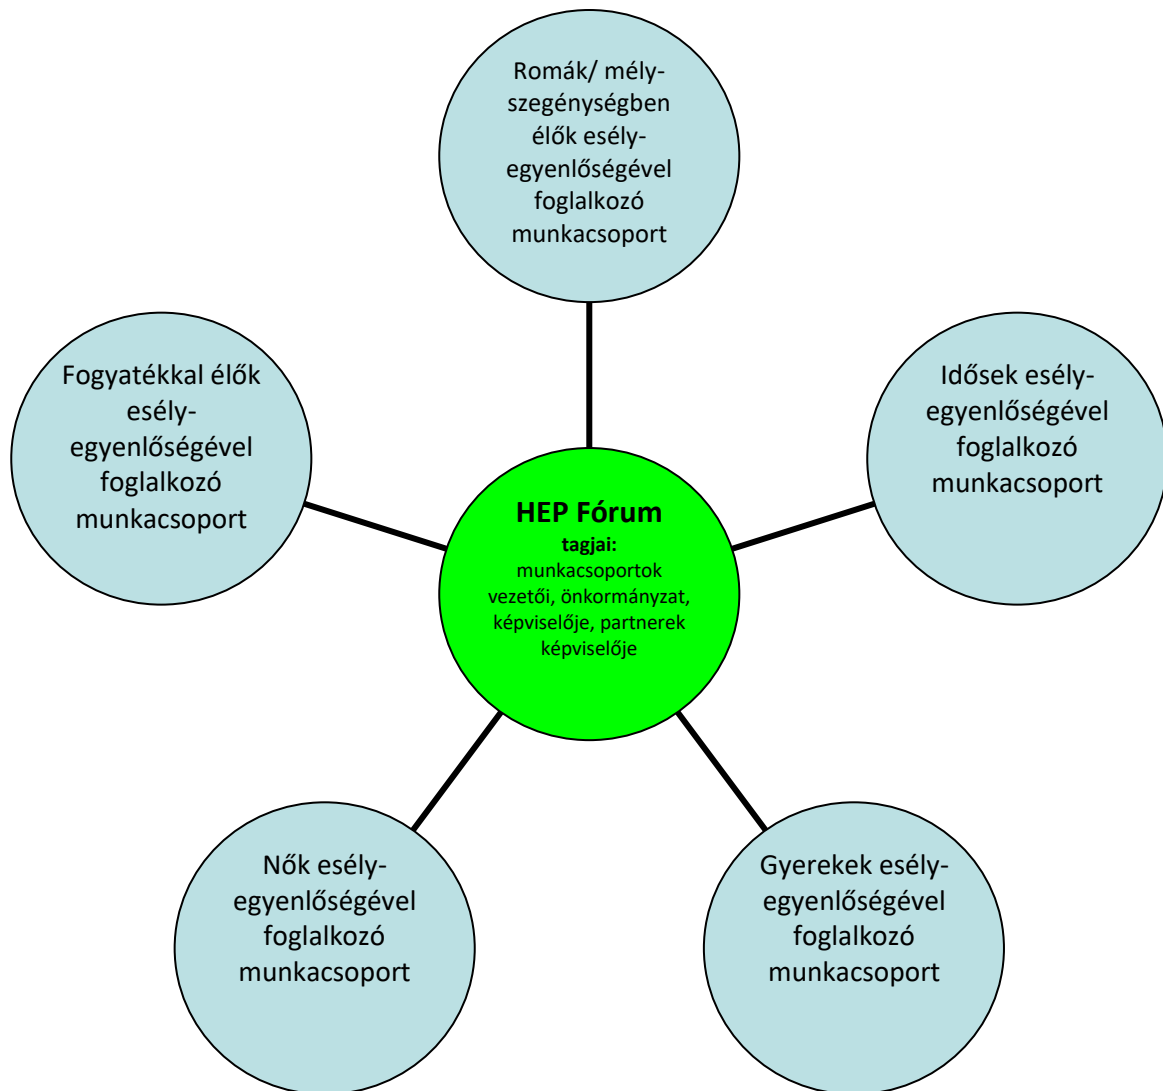 Romák/ mély-
szegénységben
élők esély-
egyenlőségével
foglalkozó
munkacsoport
Fogyatékkal élők
esély-
egyenlőségével
foglalkozó
munkacsoport
Idősek esély-
egyenlőségével
foglalkozó
munkacsoport
HEP Fórum
tagjai:
munkacsoportok
vezetői, önkormányzat,
képviselője, partnerek
képviselője
Nők esély-
egyenlőségével
foglalkozó
munkacsoport
Gyerekek esély-
egyenlőségével
foglalkozó
munkacsoport